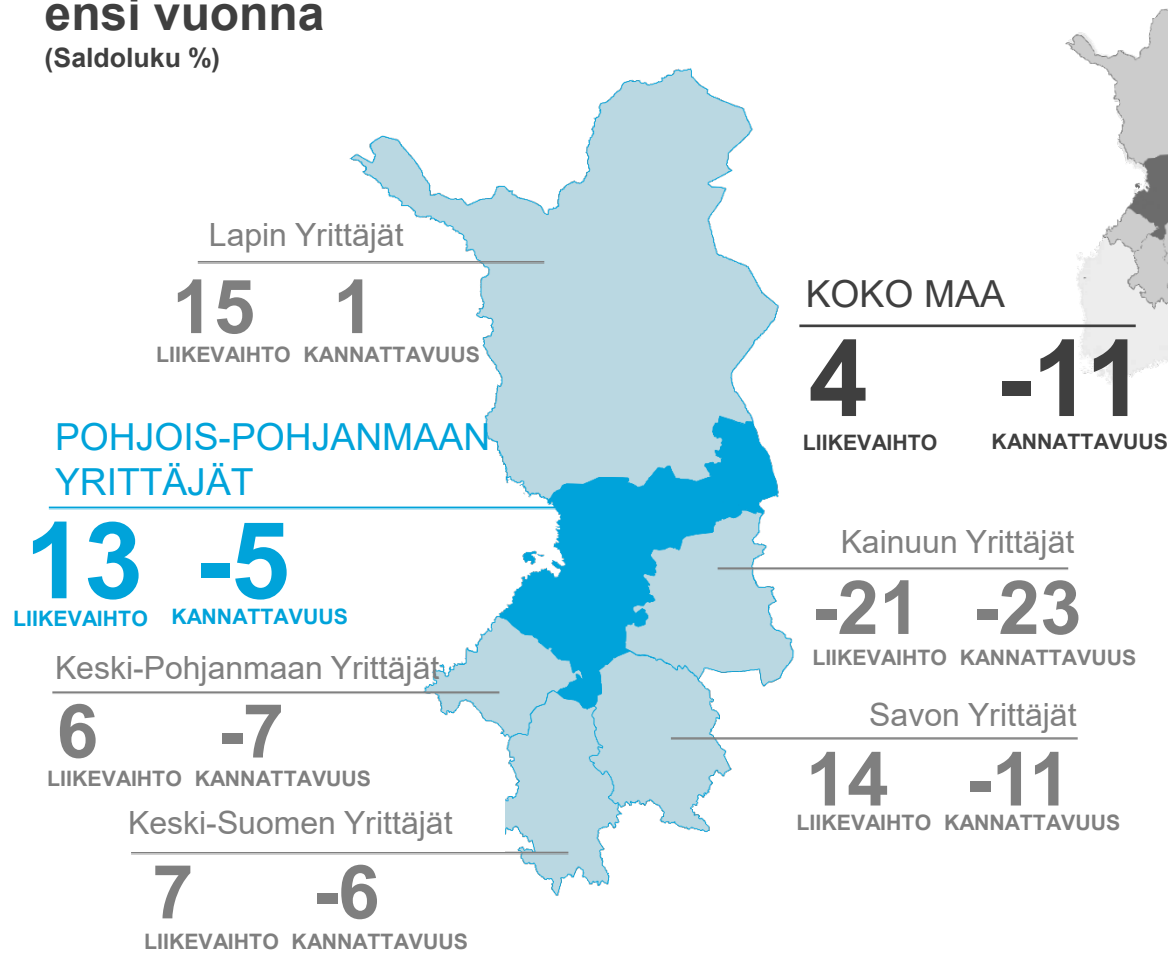 ensi vuonna
(Saldoluku %)
Lapin Yrittäjät
15 1
LIIKEVAIHTO KANNATTAVUUS
KOKO MAA
4 -11
LIIKEVAIHTO KANNATTAVUUS
POHJOIS-POHJANMAAN
YRITTÄJÄT
13 -5
LIIKEVAIHTO KANNATTAVUUS
Kainuun Yrittäjät
-21 -23
LIIKEVAIHTO KANNATTAVUUS
Keski-Pohjanmaan Yrittäjät
6 -7
LIIKEVAIHTO KANNATTAVUUS
Savon Yrittäjät
14 -11
LIIKEVAIHTO KANNATTAVUUS
Keski-Suomen Yrittäjät
7 -6
LIIKEVAIHTO KANNATTAVUUS